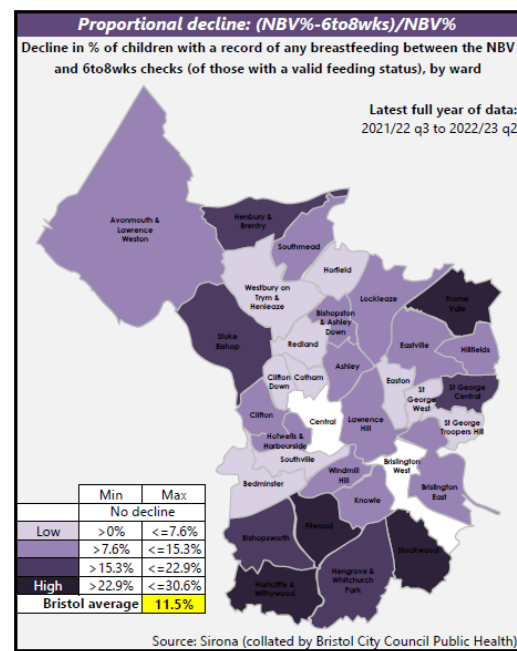 Proportional decline: (NBV%-6to8wks)/NBV%
Decline in % of children with a record of any breastfeeding between the NBV
and 6to8wks checks (of those with a valid feeding status), by ward
Latest full year of data:
2021/22 q3 to 2022/23 q2
Avonmouth &
Lawrence
Weston
Henbury &
Brentry
Southmead
Horfield
Westbury on
Trym &
Henleaze
Lockleaze
Frome
Vale
Bishopston
& Ashley
Down
Stoke
Bishop
Redland
Eastville
Hillfields
Ashley
Clifton
Down
Cotham
Easton
St
George
West
St George
Central
Clifton
Central
Lawrence
Hill
St George
Troopers Hill
Hotwells &
Harbourside
Southville
Brislington
West
Windmill
Hill
Bedminster
Knowle
Brislington
East
Filwood
Bishopsworth
Stockwood
Hengrove &
Whitchurch
Park
Hartcliffe &
Withywood
Min Max
No decline
Low >0% <=7.6%
>7.6% <=15.3%
>15.3% <=22.9%
High >22.9% <=30.6%
Bristol average 11.5%
Source: Sirona (collated by Bristol City Council Public Health)